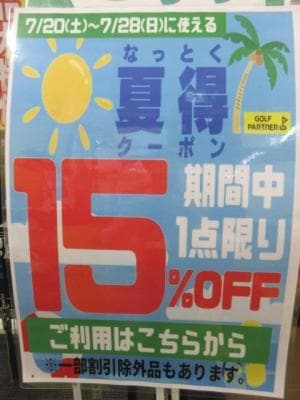 7/20(土)～7/28(日)に使える
なっとく
夏得
クーポン
GOLF
PARTNER
期間中
1点限り
15%OFF
ご利用はこちらから
※一部割引除外品もあります。